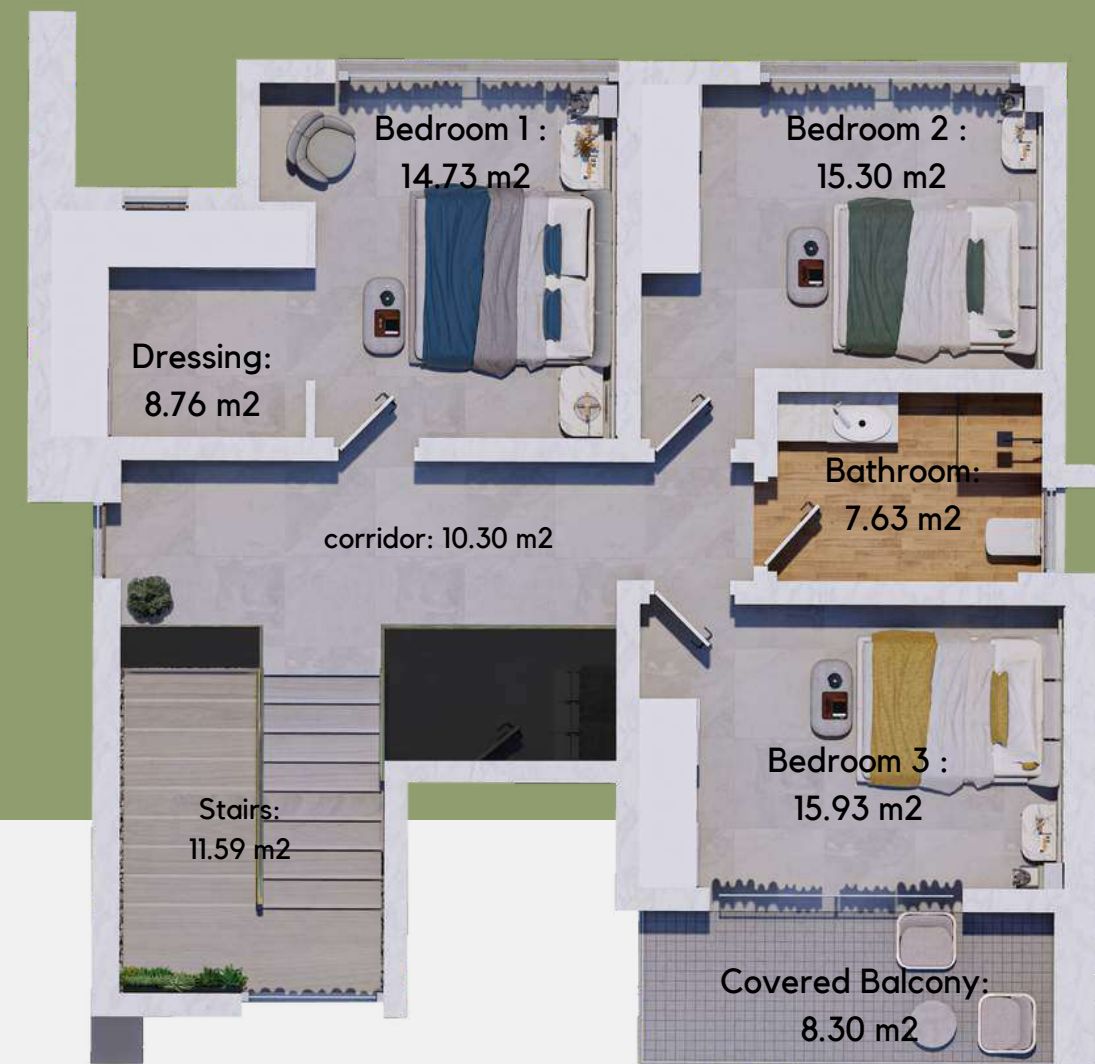 Bedroom 1 :
14.73 m2
Bedroom 2 :
15.30 m2
Dressing:
8.76 m2
Bathroom:
7.63 m2
corridor: 10.30 m2
Bedroom 3 :
15.93 m2
Stairs:
11.59 m2
Covered Balcony:
8.30 m2